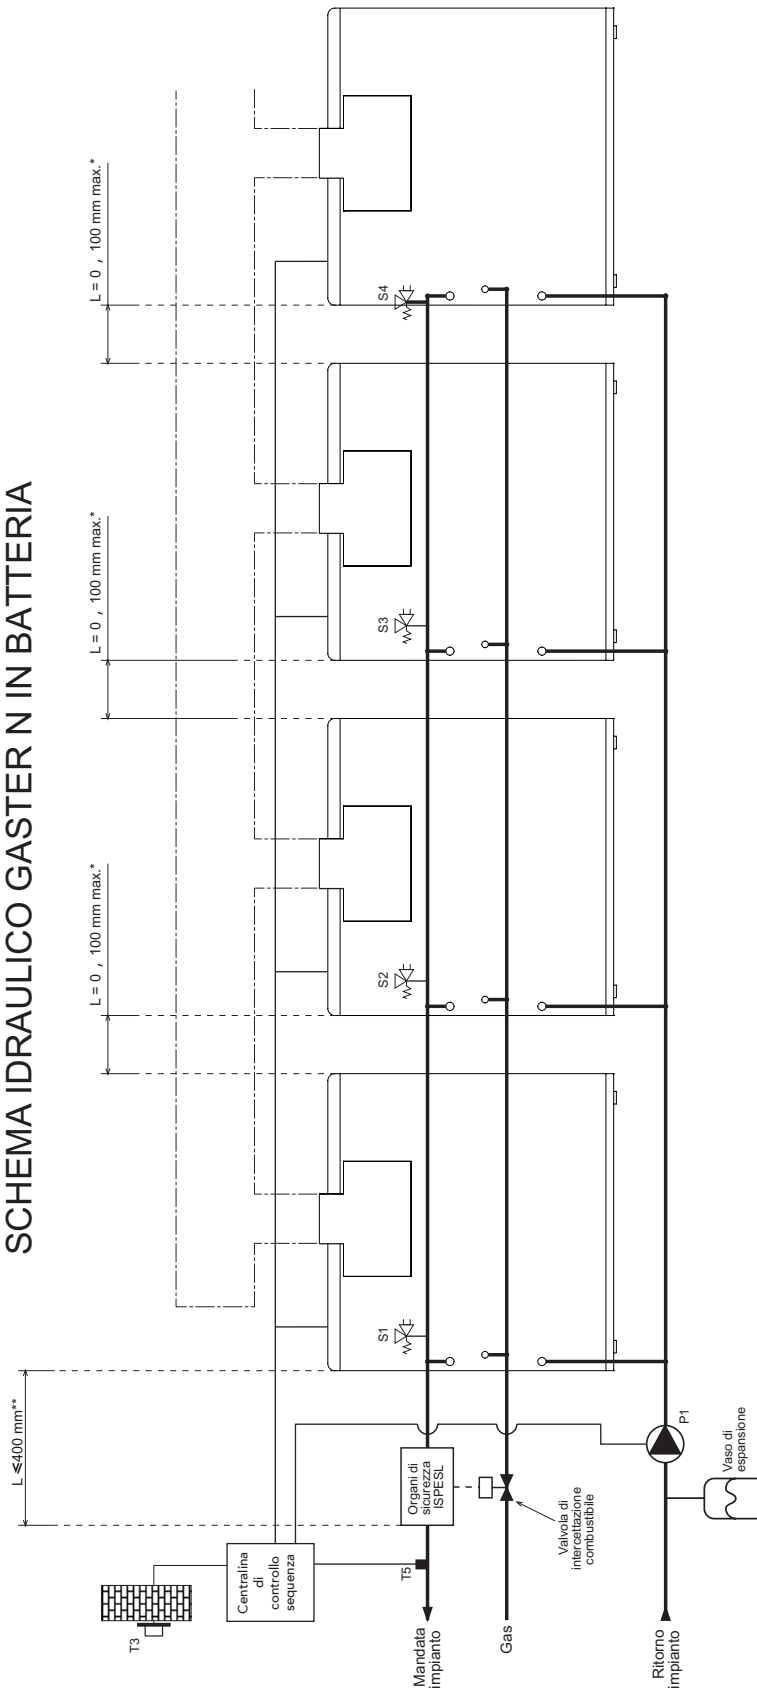 SCHEMA IDRAULICO GASTER N IN BATTERIA
L ≤400 mm**
L = 0 , 100 mm max.*
L = 0 , 100 mm max.*
L = 0 , 100 mm max.*
T3
Centralina
di
controllo
sequenza
T5
Organi di
sicurezza
ISPESL
S1
S2
S3
S4
Mandata
impianto
Gas
Valvola di
intercettazione
combustibile
Ritorno
impianto
P1
Vaso di
espansione